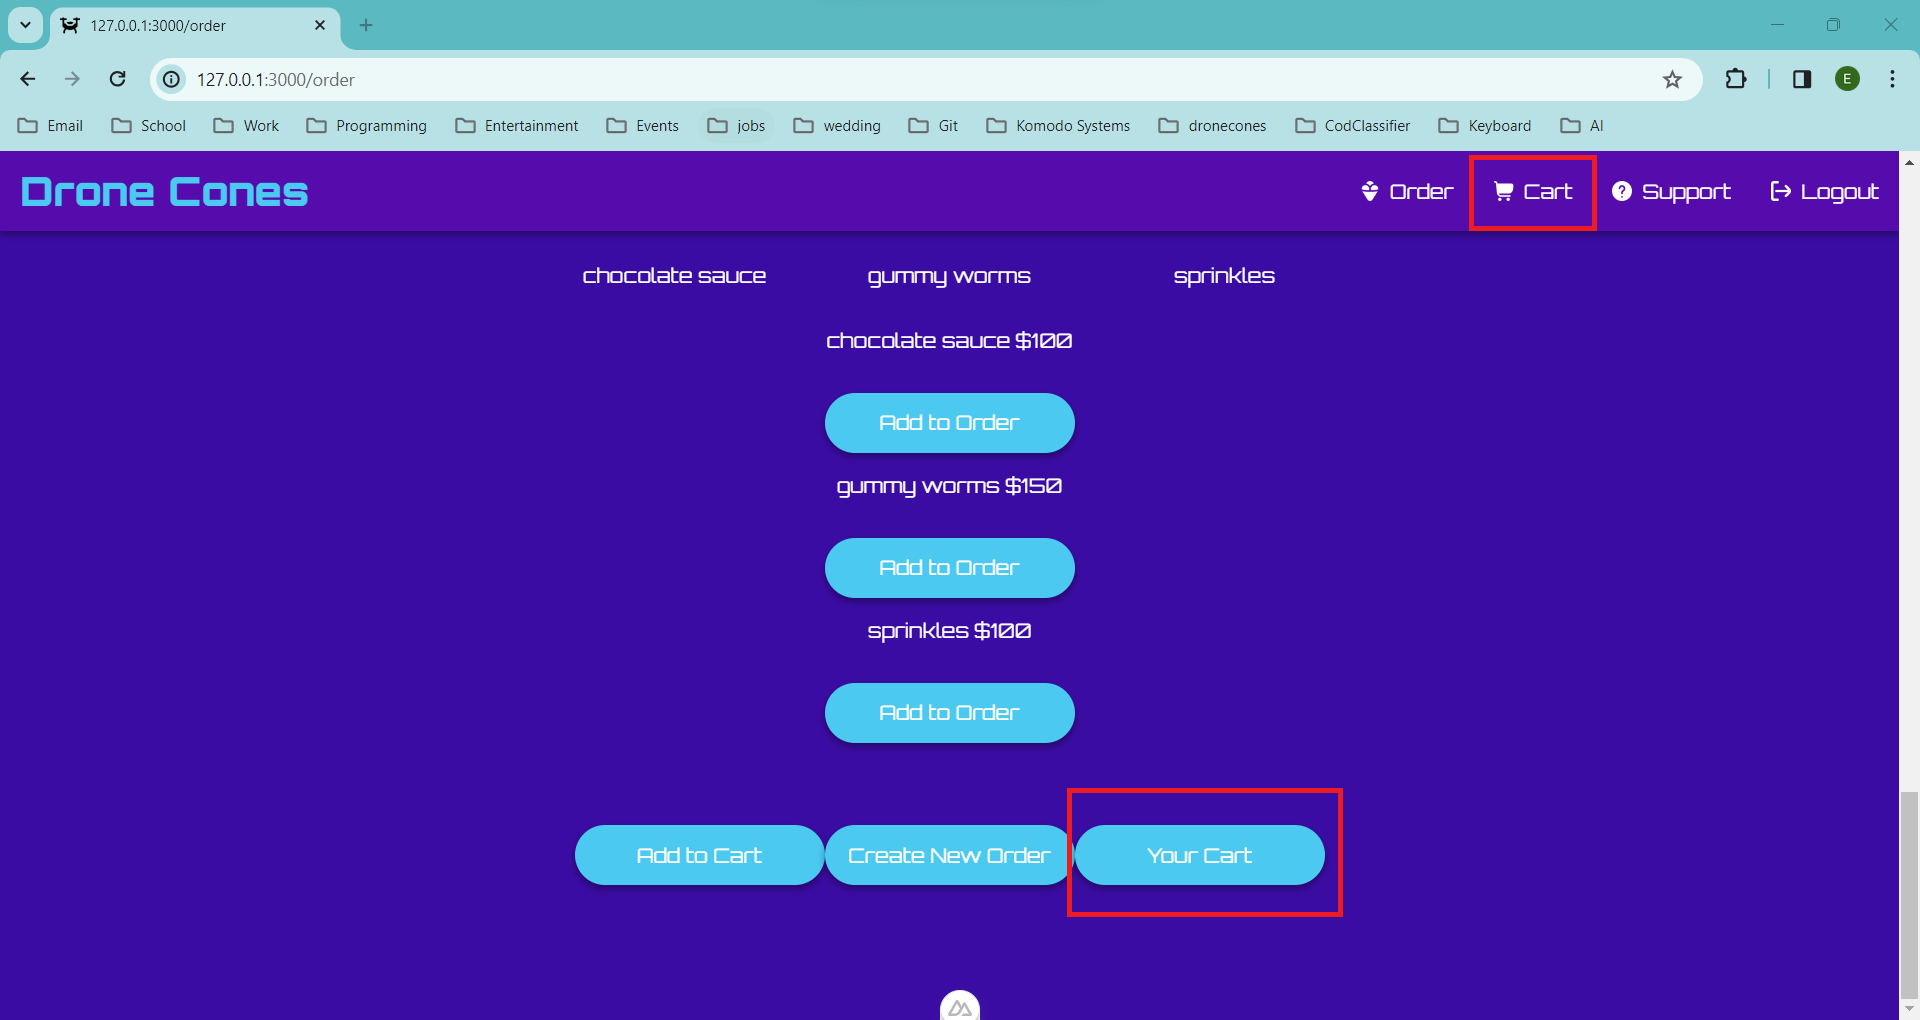 127.0.0.1:3000/order
127.0.0.1:3000/order
E
Email School Work Programming Entertainment Events jobs wedding Git Komodo Systems dronecones CodClassifier Keyboard AI
Drone Cones Order Cart Support Logout
chocolate sauce gummy worms sprinkles
chocolate sauce $100
Add to Order
gummy worms $150
Add to Order
sprinkles $100
Add to Order
Add to Cart Create New Order Your Cart